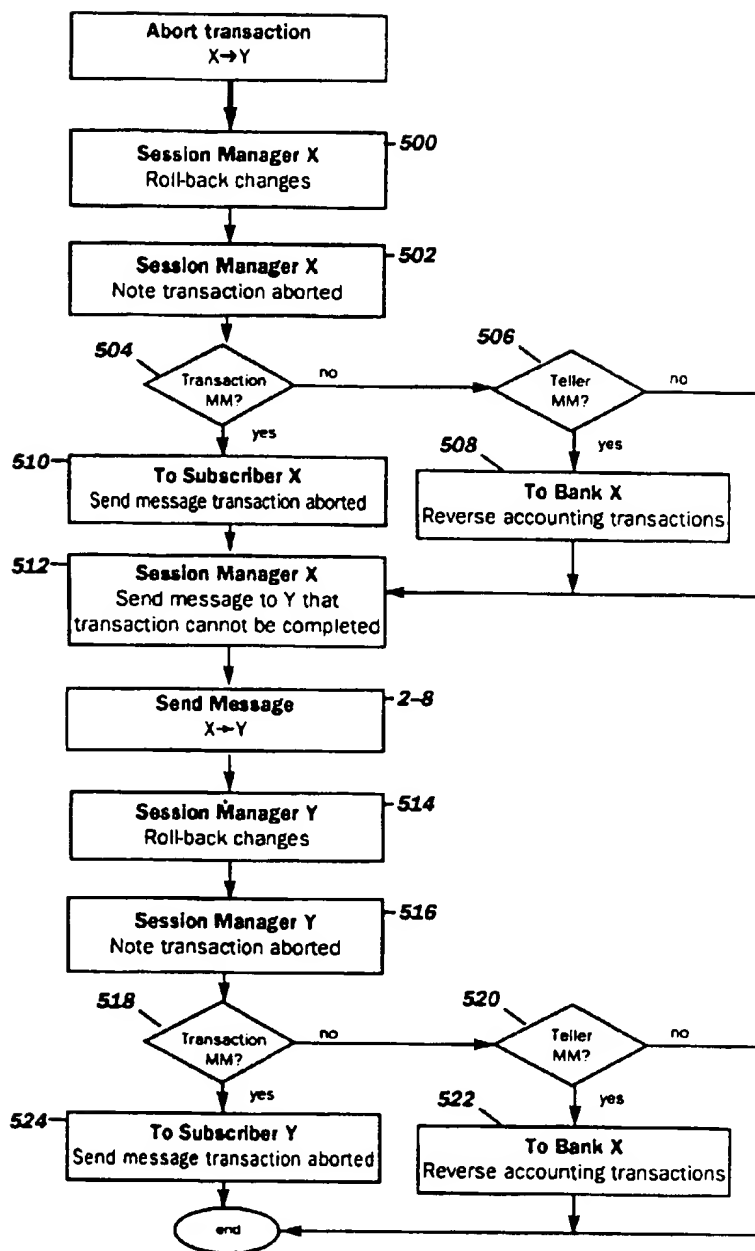 Abort transaction
X→Y
500
Session Manager X
Roll-back changes
502
Session Manager X
Note transaction aborted
504
Transaction
MM?
no
yes
506
Teller
MM?
no
yes
510
To Subscriber X
Send message transaction aborted
508
To Bank X
Reverse accounting transactions
512
Session Manager X
Send message to Y that
transaction cannot be completed
2-8
Send Message
X→Y
514
Session Manager Y
Roll-back changes
516
Session Manager Y
Note transaction aborted
518
Transaction
MM?
no
yes
520
Teller
MM?
no
yes
524
To Subscriber Y
Send message transaction aborted
522
To Bank X
Reverse accounting transactions
end